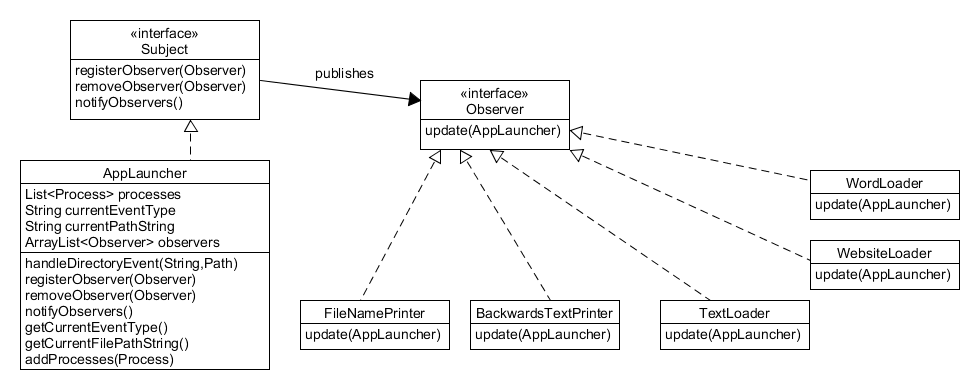 «interface»
Subject
registerObserver(Observer)
removeObserver(Observer)
notifyObservers()
publishes
«interface»
Observer
update(AppLauncher)
AppLauncher
List<Process> processes
String currentEventType
String currentPathString
ArrayList<Observer> observers
handleDirectoryEvent(String,Path)
registerObserver(Observer)
removeObserver(Observer)
notifyObservers()
getCurrentEventType()
getCurrentFilePathString()
addProcesses(Process)
WordLoader
update(AppLauncher)
WebsiteLoader
update(AppLauncher)
FileNamePrinter
update(AppLauncher)
BackwardsTextPrinter
update(AppLauncher)
TextLoader
update(AppLauncher)